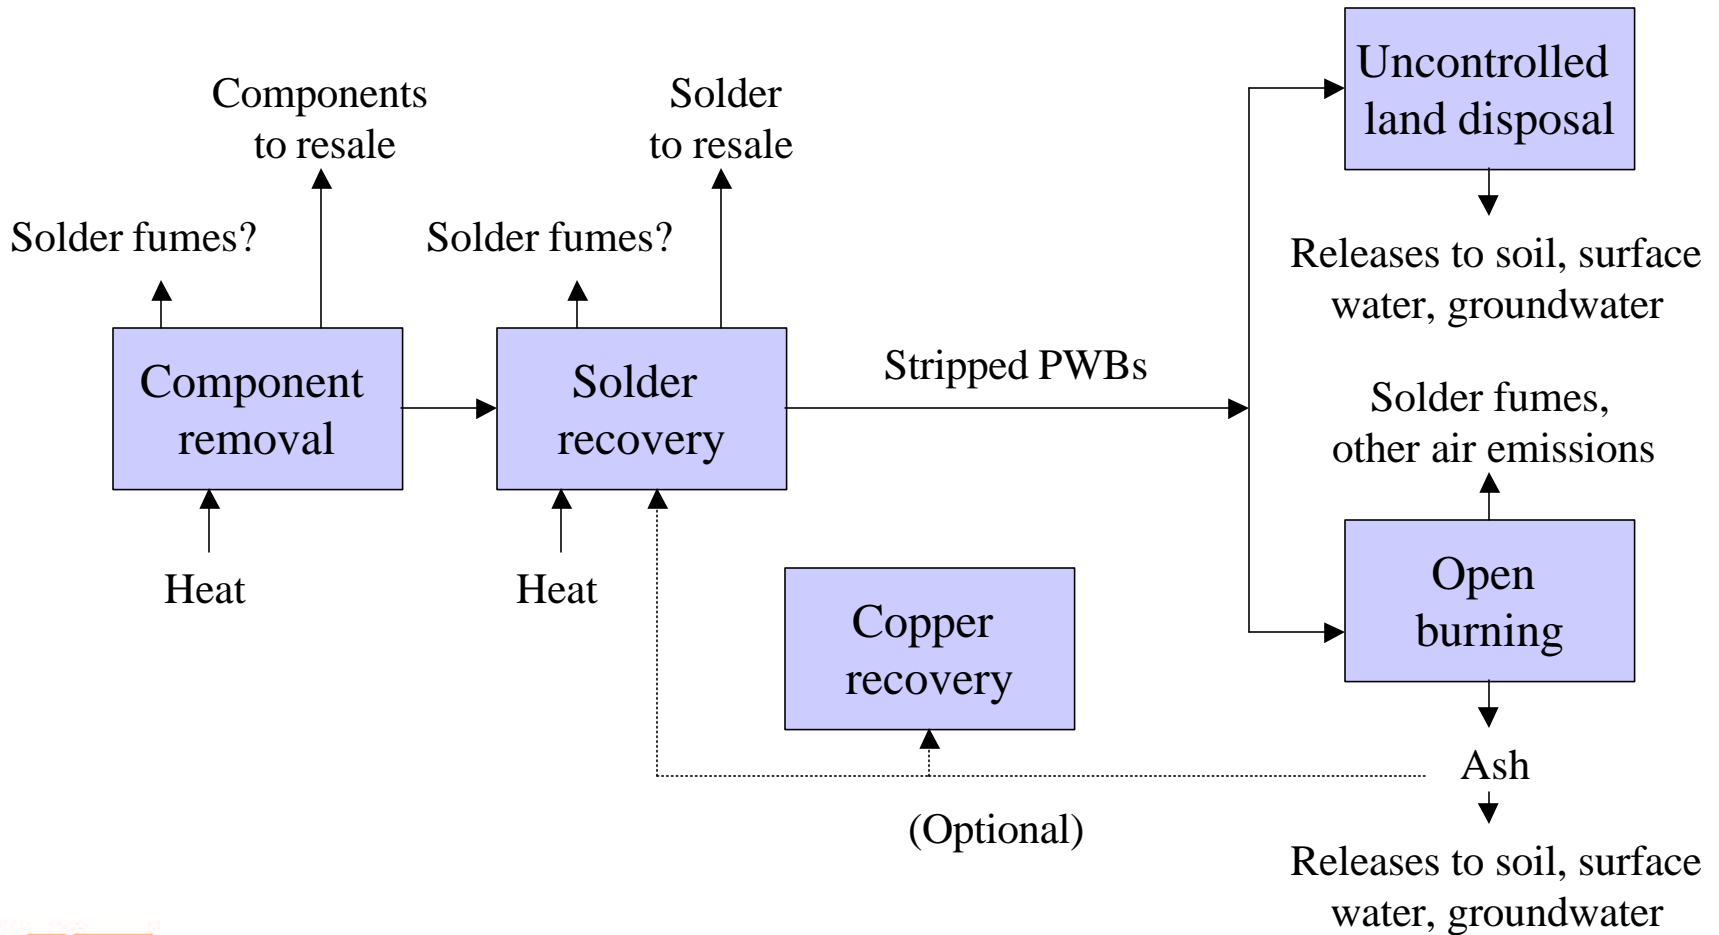 Components
to resale
Solder
to resale
Solder fumes?
Solder fumes?
Component
removal
Solder
recovery
Heat
Heat
Stripped PWBs
Uncontrolled
land disposal
Releases to soil, surface
water, groundwater
Solder fumes,
other air emissions
Open
burning
Copper
recovery
Ash
(Optional)
Releases to soil, surface
water, groundwater